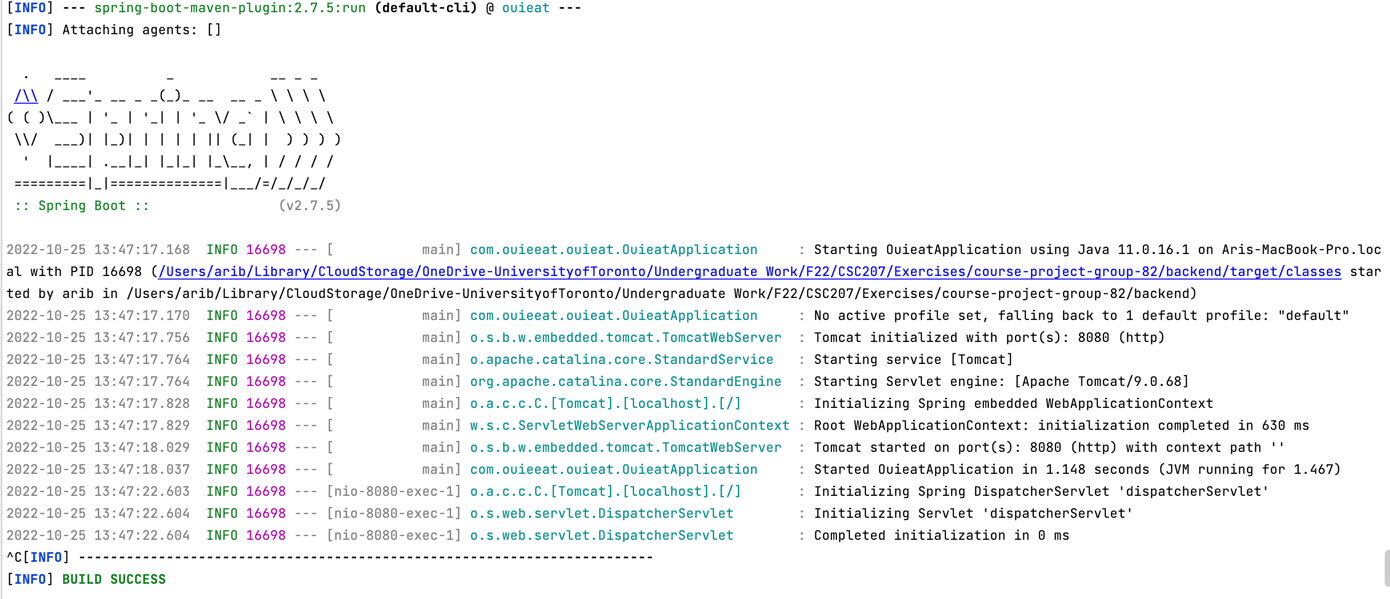 [INFO] --- spring-boot-maven-plugin:2.7.5:run (default-cli) @ ouieat ---
[INFO] Attaching agents: []
  .   ____          _            __ _ _
 /\\ / ___'_ __ _ _(_)_ __  __ _ \ \ \ \
( ( )\___ | '_ | '_| | '_ \/ _` | \ \ \ \
 \\/  ___)| |_)| | | | | || (_| |  ) ) ) )
  '  |____| .__|_| |_|_| |_\__, | / / / /
 =========|_|==============|___/=/_/_/_/
 :: Spring Boot ::                (v2.7.5)
2022-10-25 13:47:17.168  INFO 16698 --- [           main] com.ouieeat.ouieat.OuieatApplication     : Starting OuieatApplication using Java 11.0.16.1 on Aris-MacBook-Pro.loc
al with PID 16698 (/Users/arib/Library/CloudStorage/OneDrive-UniversityofToronto/Undergraduate Work/F22/CSC207/Exercises/course-project-group-82/backend/target/classes star
ted by arib in /Users/arib/Library/CloudStorage/OneDrive-UniversityofToronto/Undergraduate Work/F22/CSC207/Exercises/course-project-group-82/backend)
2022-10-25 13:47:17.170  INFO 16698 --- [           main] com.ouieeat.ouieat.OuieatApplication     : No active profile set, falling back to 1 default profile: "default"
2022-10-25 13:47:17.756  INFO 16698 --- [           main] o.s.b.w.embedded.tomcat.TomcatWebServer  : Tomcat initialized with port(s): 8080 (http)
2022-10-25 13:47:17.764  INFO 16698 --- [           main] o.apache.catalina.core.StandardService   : Starting service [Tomcat]
2022-10-25 13:47:17.764  INFO 16698 --- [           main] org.apache.catalina.core.StandardEngine  : Starting Servlet engine: [Apache Tomcat/9.0.68]
2022-10-25 13:47:17.828  INFO 16698 --- [           main] o.a.c.c.C.[Tomcat].[localhost].[/]       : Initializing Spring embedded WebApplicationContext
2022-10-25 13:47:17.829  INFO 16698 --- [           main] w.s.c.ServletWebServerApplicationContext : Root WebApplicationContext: initialization completed in 630 ms
2022-10-25 13:47:18.029  INFO 16698 --- [           main] o.s.b.w.embedded.tomcat.TomcatWebServer  : Tomcat started on port(s): 8080 (http) with context path ''
2022-10-25 13:47:18.037  INFO 16698 --- [           main] com.ouieeat.ouieat.OuieatApplication     : Started OuieatApplication in 1.148 seconds (JVM running for 1.467)
2022-10-25 13:47:22.603  INFO 16698 --- [nio-8080-exec-1] o.a.c.c.C.[Tomcat].[localhost].[/]       : Initializing Spring DispatcherServlet 'dispatcherServlet'
2022-10-25 13:47:22.604  INFO 16698 --- [nio-8080-exec-1] o.s.web.servlet.DispatcherServlet        : Initializing Servlet 'dispatcherServlet'
2022-10-25 13:47:22.604  INFO 16698 --- [nio-8080-exec-1] o.s.web.servlet.DispatcherServlet        : Completed initialization in 0 ms
^C[INFO] ------------------------------------------------------------------------
[INFO] BUILD SUCCESS